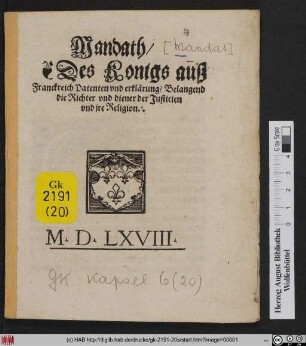 Mandath/
[Mandat]
Des Königs auß
Franckreich Patenten vnd erklärung/ Belangend
die Richter vnd diener der Justitien
vnd jre Religion.
Gk
2191
(20)
M. D. LXVIII.
Gk Kapsel 6 (20)
Herzog August Bibliothek
Wolfenbüttel
(c) HAB http://dilib.hab.de/drucke/gk-2191-20s/start.htm?image=00001